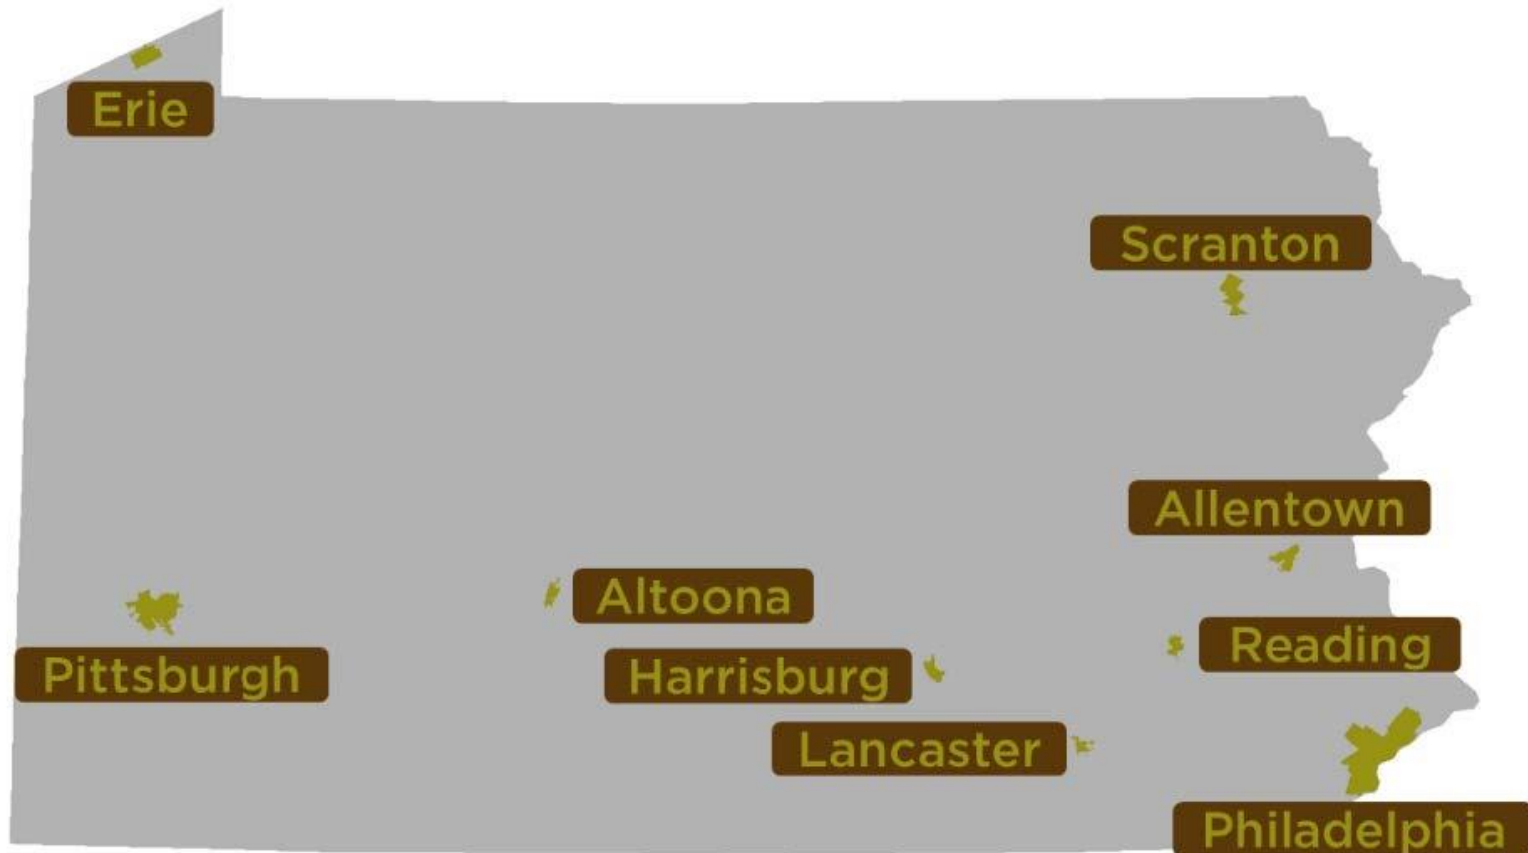 Erie
Scranton
Allentown
Altoona
Reading
Pittsburgh
Harrisburg
Lancaster
Philadelphia